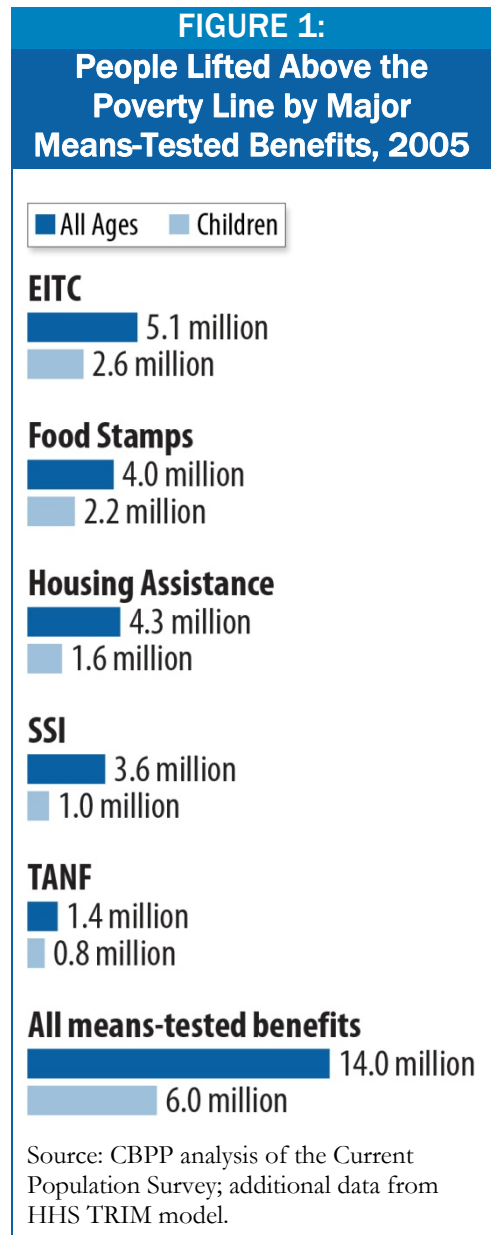 FIGURE 1:
People Lifted Above the
Poverty Line by Major
Means-Tested Benefits, 2005
All Ages Children
EITC
5.1 million
2.6 million
Food Stamps
4.0 million
2.2 million
Housing Assistance
4.3 million
1.6 million
SSI
3.6 million
1.0 million
TANF
1.4 million
0.8 million
All means-tested benefits
14.0 million
6.0 million
Source: CBPP analysis of the Current
Population Survey; additional data from
HHS TRIM model.